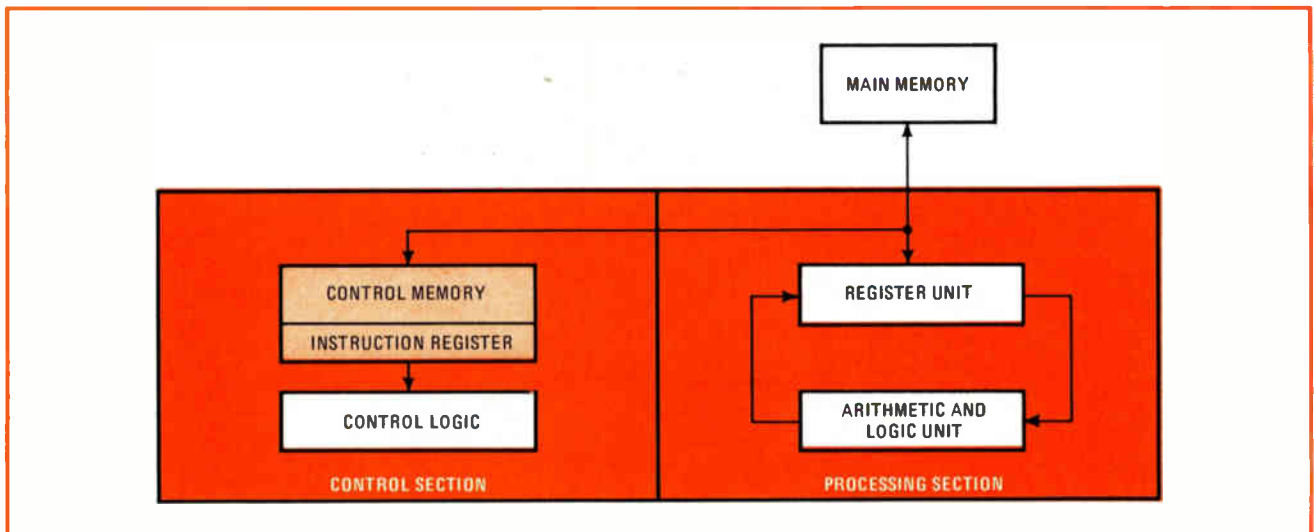 MAIN MEMORY
CONTROL MEMORY
INSTRUCTION REGISTER
CONTROL LOGIC
CONTROL SECTION
REGISTER UNIT
ARITHMETIC AND
LOGIC UNIT
PROCESSING SECTION